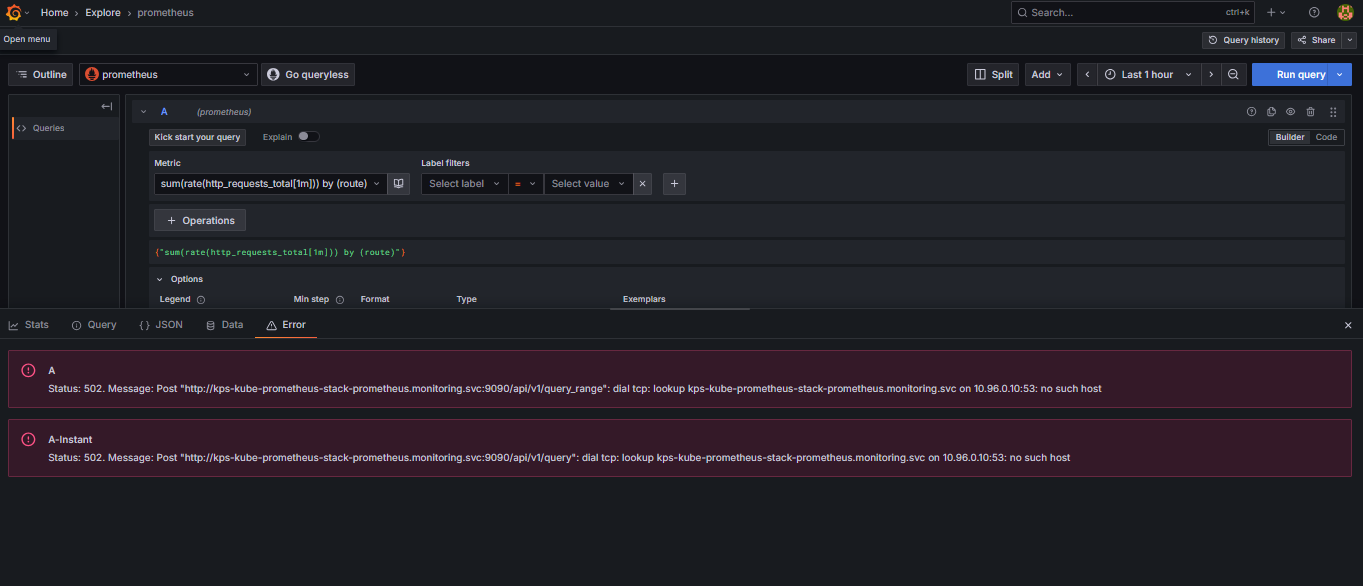 Home › Explore › prometheus
Search... ctrl+k
Open menu
Query history Share
Outline prometheus Go queryless Split Add Last 1 hour Run query
Queries
A (prometheus)
Kick start your query Explain Builder Code
Metric Label filters
sum(rate(http_requests_total[1m])) by (route) Select label = Select value × +
+ Operations
{"sum(rate(http_requests_total[1m])) by (route)"}
Options
Legend Min step Format Type Exemplars
Stats Query {} JSON Data Error
A
Status: 502. Message: Post "http://kps-kube-prometheus-stack-prometheus.monitoring.svc:9090/api/v1/query_range": dial tcp: lookup kps-kube-prometheus-stack-prometheus.monitoring.svc on 10.96.0.10:53: no such host
A-Instant
Status: 502. Message: Post "http://kps-kube-prometheus-stack-prometheus.monitoring.svc:9090/api/v1/query": dial tcp: lookup kps-kube-prometheus-stack-prometheus.monitoring.svc on 10.96.0.10:53: no such host